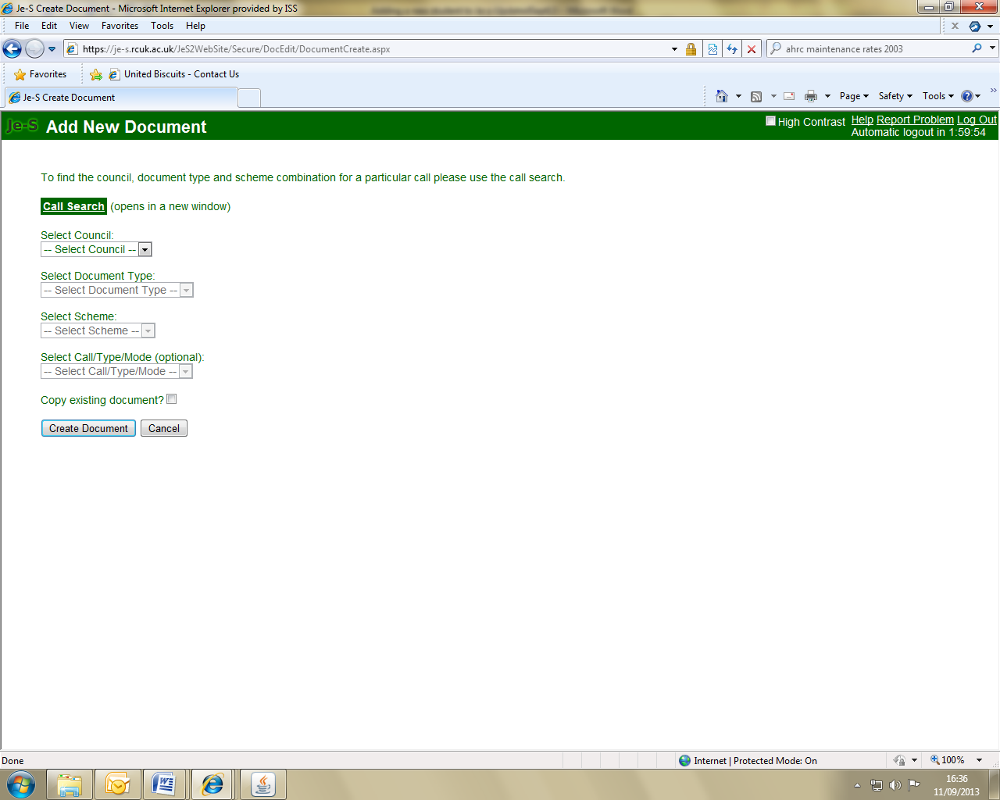 Je-S Create Document - Microsoft Internet Explorer provided by ISS
File Edit View Favorites Tools Help
https://je-s.rcuk.ac.uk/JeS2WebSite/Secure/DocEdit/DocumentCreate.aspx
ahrc maintenance rates 2003
Favorites United Biscuits - Contact Us
Je-S Create Document
Page Safety Tools
Je-S Add New Document
High Contrast Help Report Problem Log Out
Automatic logout in 1:59:54
To find the council, document type and scheme combination for a particular call please use the call search.
Call Search (opens in a new window)
Select Council:
-- Select Council --
Select Document Type:
-- Select Document Type --
Select Scheme:
-- Select Scheme --
Select Call/Type/Mode (optional):
-- Select Call/Type/Mode --
Copy existing document?
Create Document Cancel
Done Internet | Protected Mode: On 100%
16:36
11/09/2013